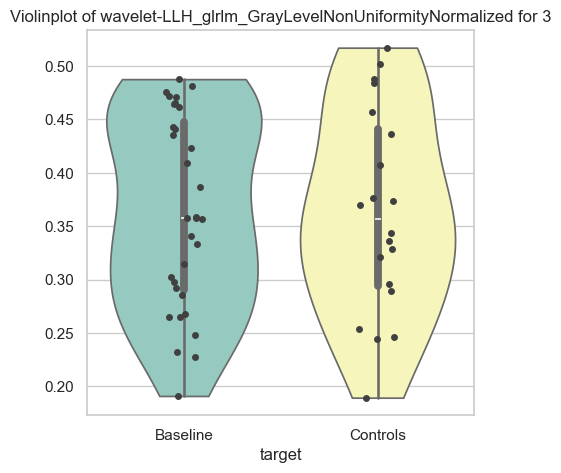 Violinplot of wavelet-LLH_glrlm_GrayLevelNonUniformityNormalized for 3
0.50
0.45
0.40
0.35
0.30
0.25
0.20
Baseline
Controls
target